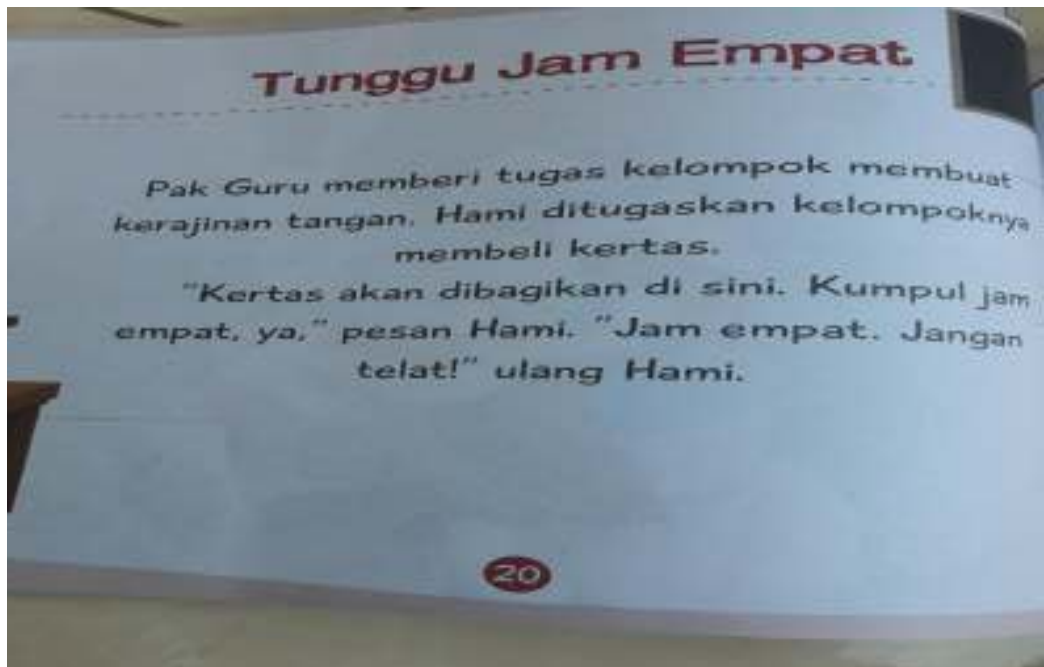 Tunggu Jam Empat
Pak Guru memberi tugas kelompok membuat
kerajinan tangan. Hami ditugaskan kelompoknya
membeli kertas.
"Kertas akan dibagikan di sini. Kumpul jam
empat, ya," pesan Hami. "Jam empat. Jangan
telat!" ulang Hami.
20